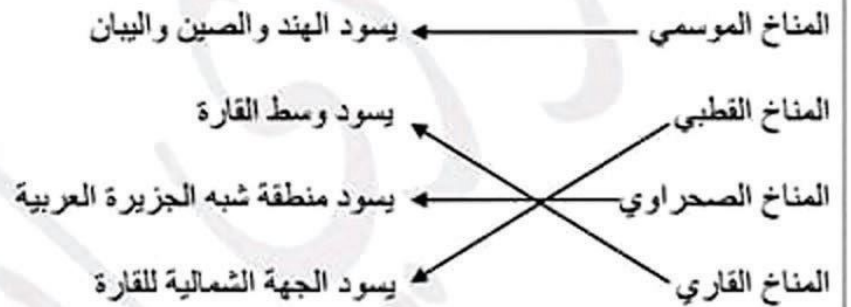 المناخ الموسمي يسود الهند والصين واليبان
المناخ القطبي يسود وسط القارة
المناخ الصحراوي يسود منطقة شبه الجزيرة العربية
المناخ القاري يسود الجهة الشمالية للقارة